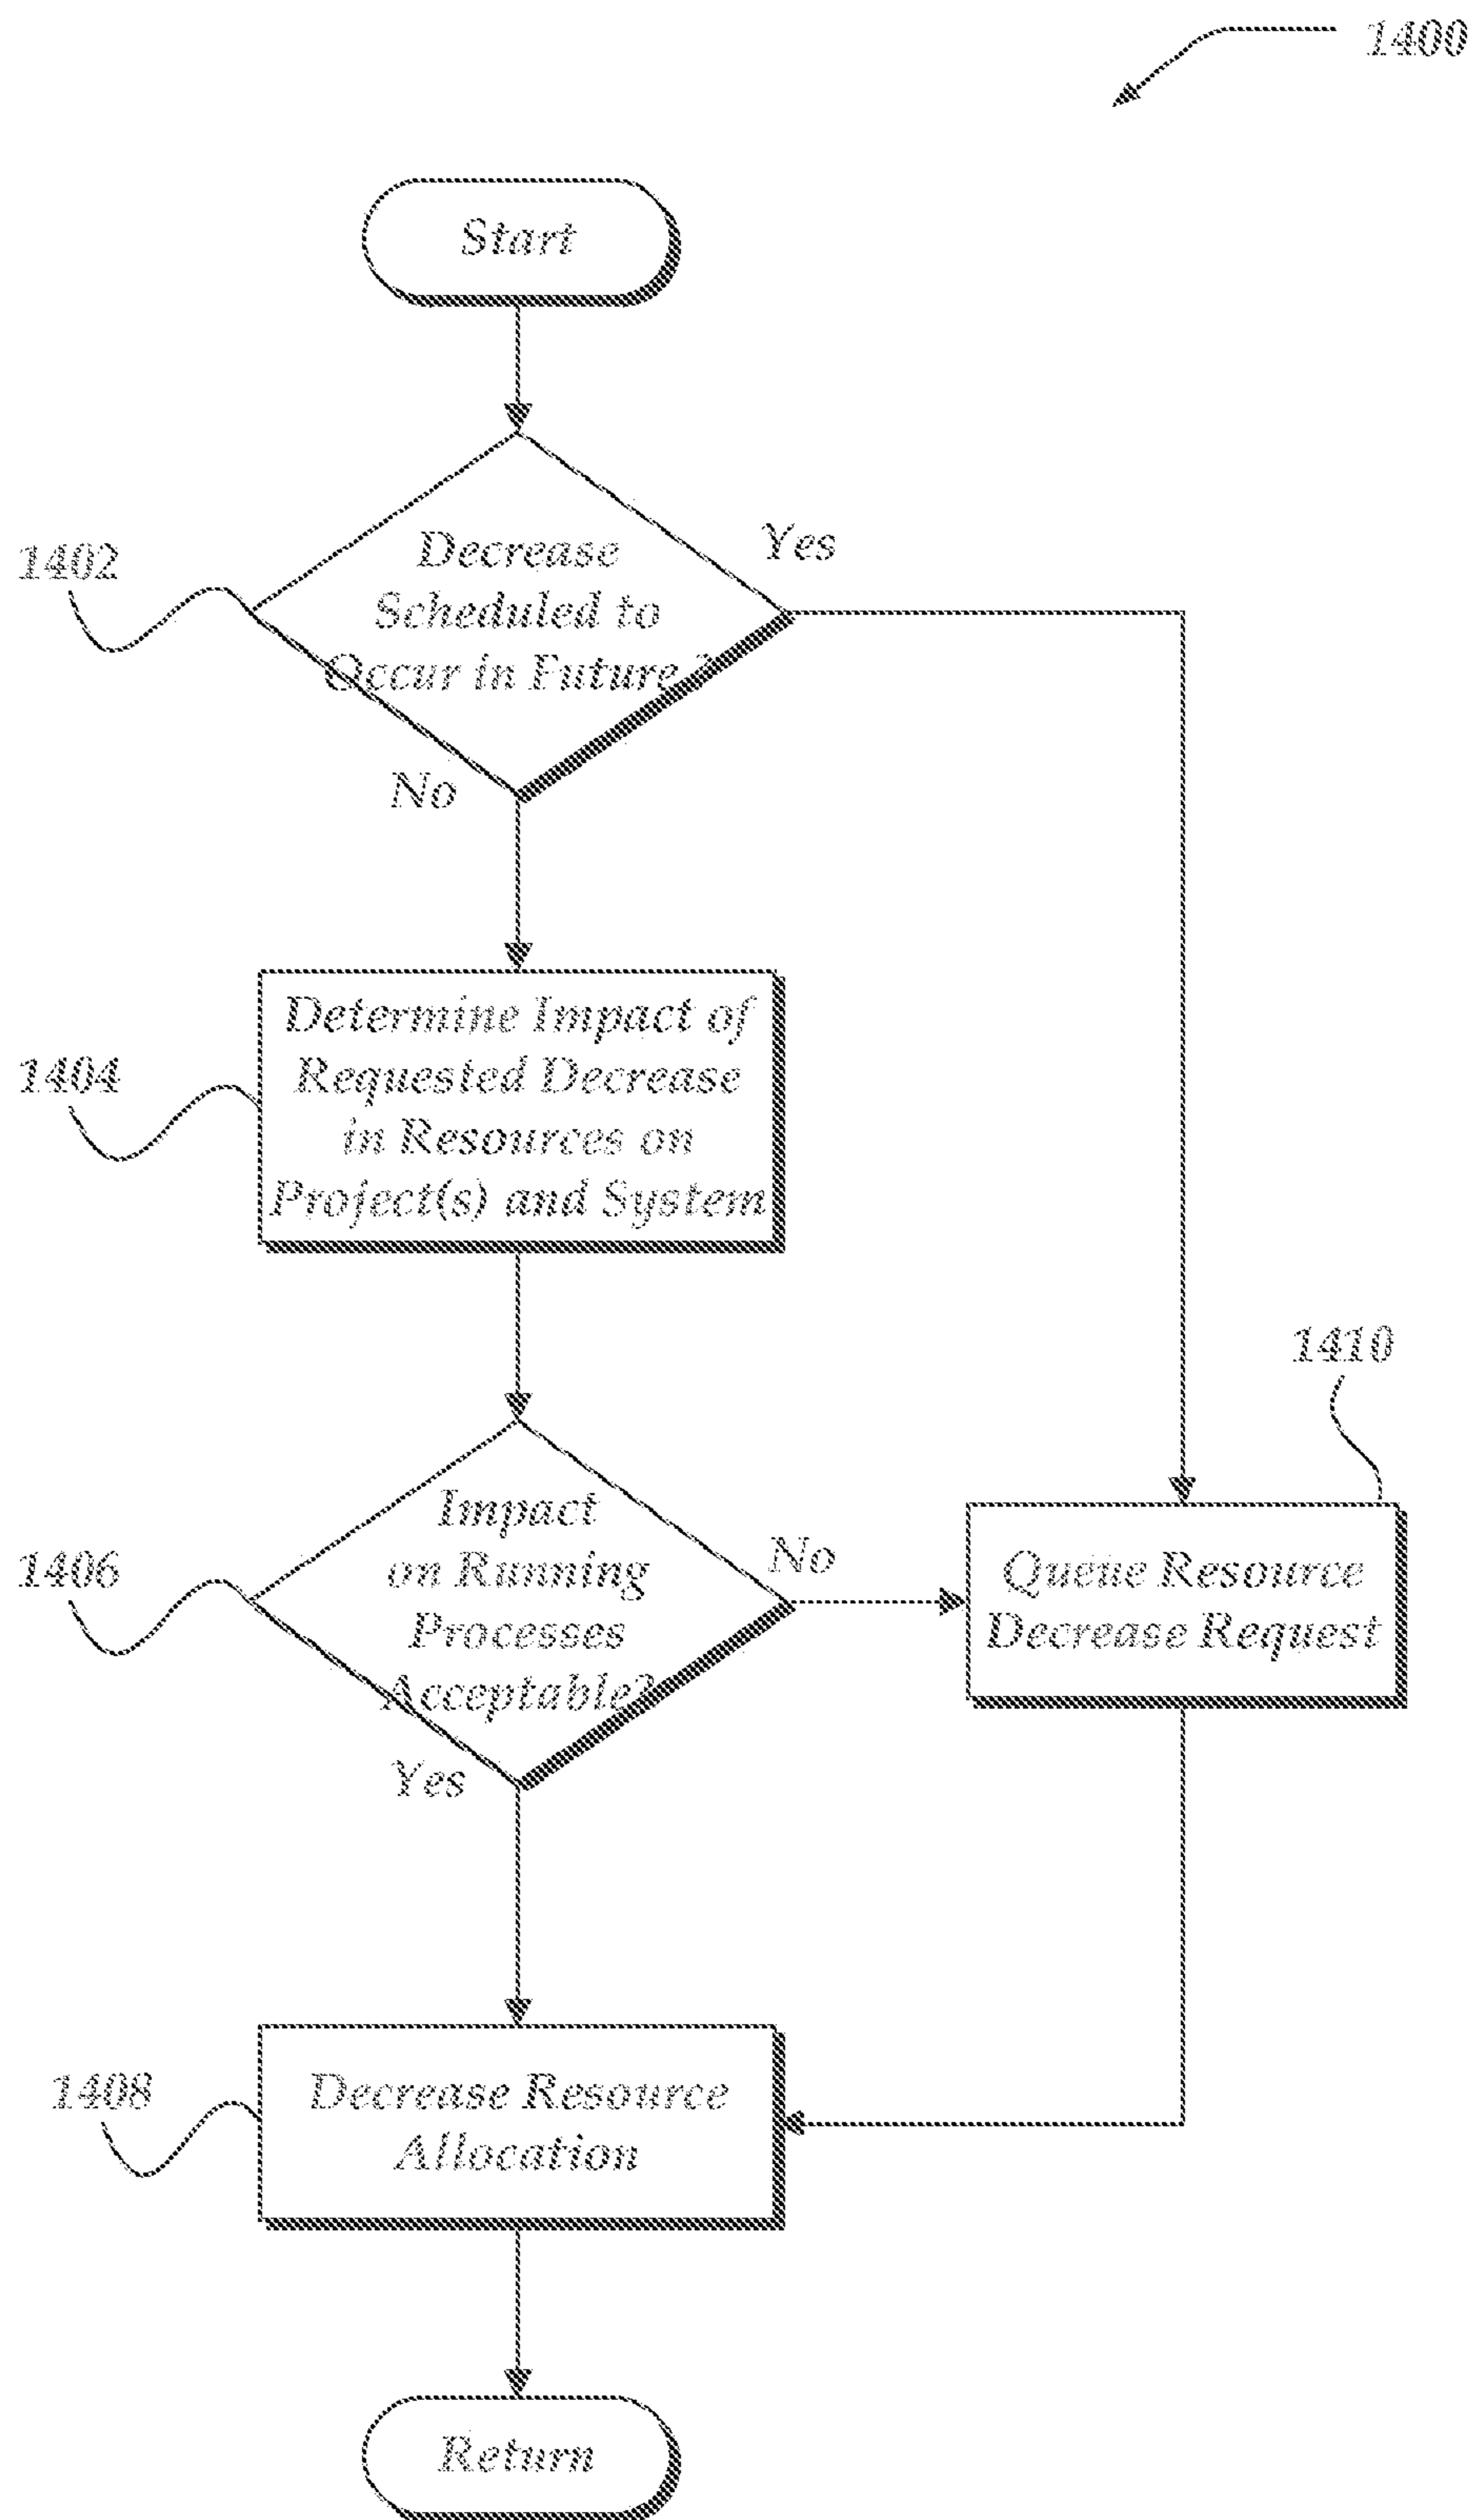 1400
Start
1402
Decrease
Scheduled to
Occur in Future ?
Yes
No
1404
Determine Impact of
Requested Decrease
in Resources on
Project(s) and System
1406
Impact
on Running
Processes
Acceptable?
No
Yes
1410
Queue Resource
Decrease Request
1408
Decrease Resource
Allocation
Return